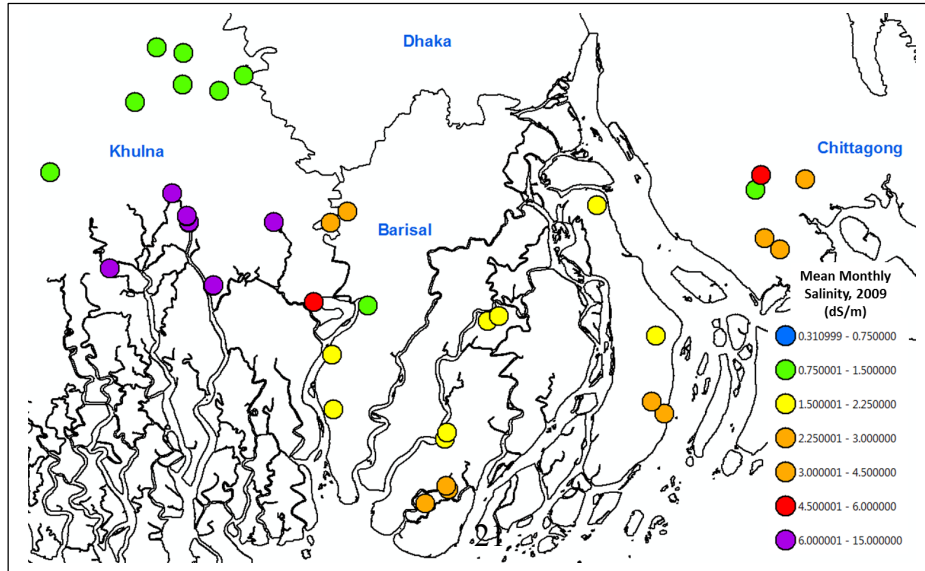 Dhaka
Khulna
Chittagong
Barisal
Mean Monthly
Salinity, 2009
(dS/m)
0.310999 - 0.750000
0.750001 - 1.500000
1.500001 - 2.250000
2.250001 - 3.000000
3.000001 - 4.500000
4.500001 - 6.000000
6.000001 - 15.000000